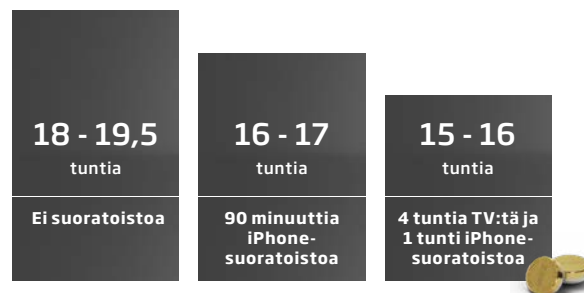 18 - 19,5
tuntia
Ei suoratoistoa
16 - 17
tuntia
90 minuuttia
iPhone-
suoratoistoa
15 - 16
tuntia
4 tuntia TV:tä ja
1 tunti iPhone-
suoratoistoa